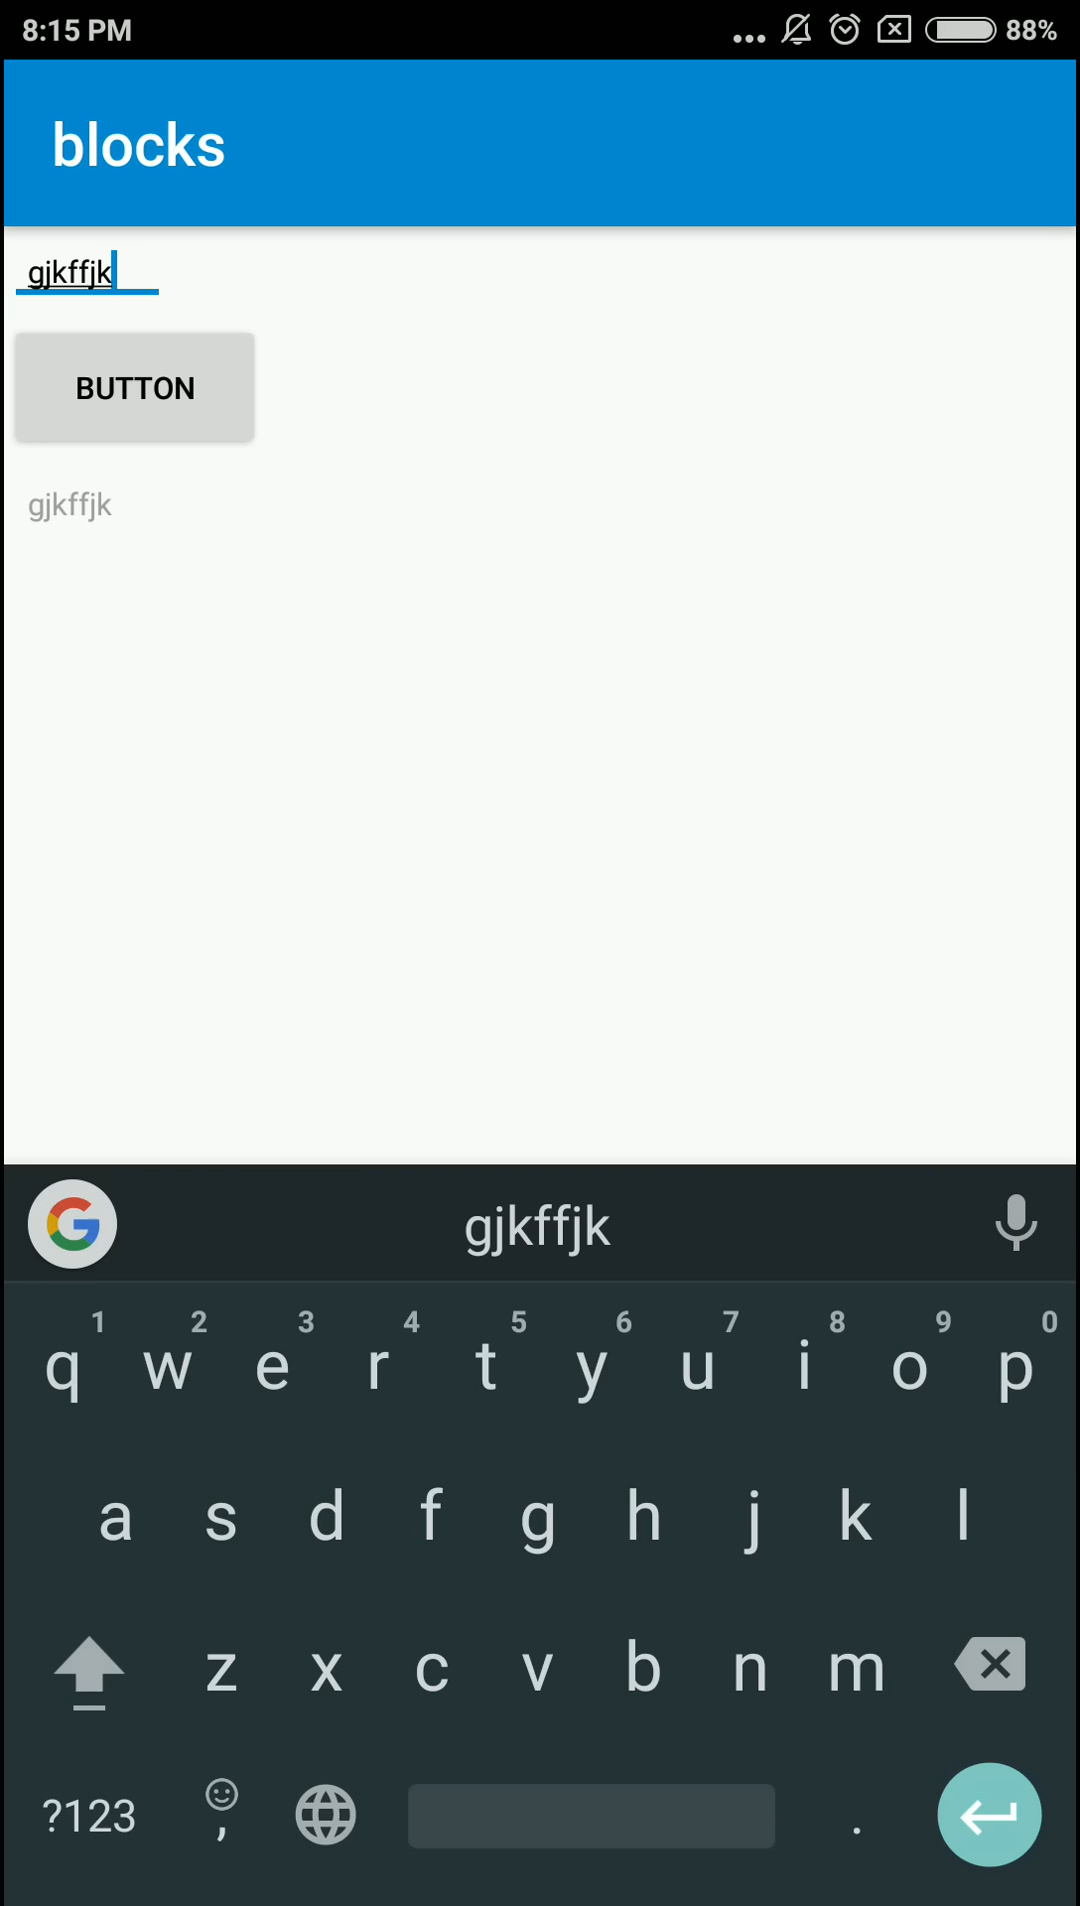 8:15 PM 88%
blocks
gjkffjk
BUTTON
gjkffjk
gjkffjk
1 2 3 4 5 6 7 8 9 0
q w e r t y u i o p
a s d f g h j k l
z x c v b n m
?123 , .